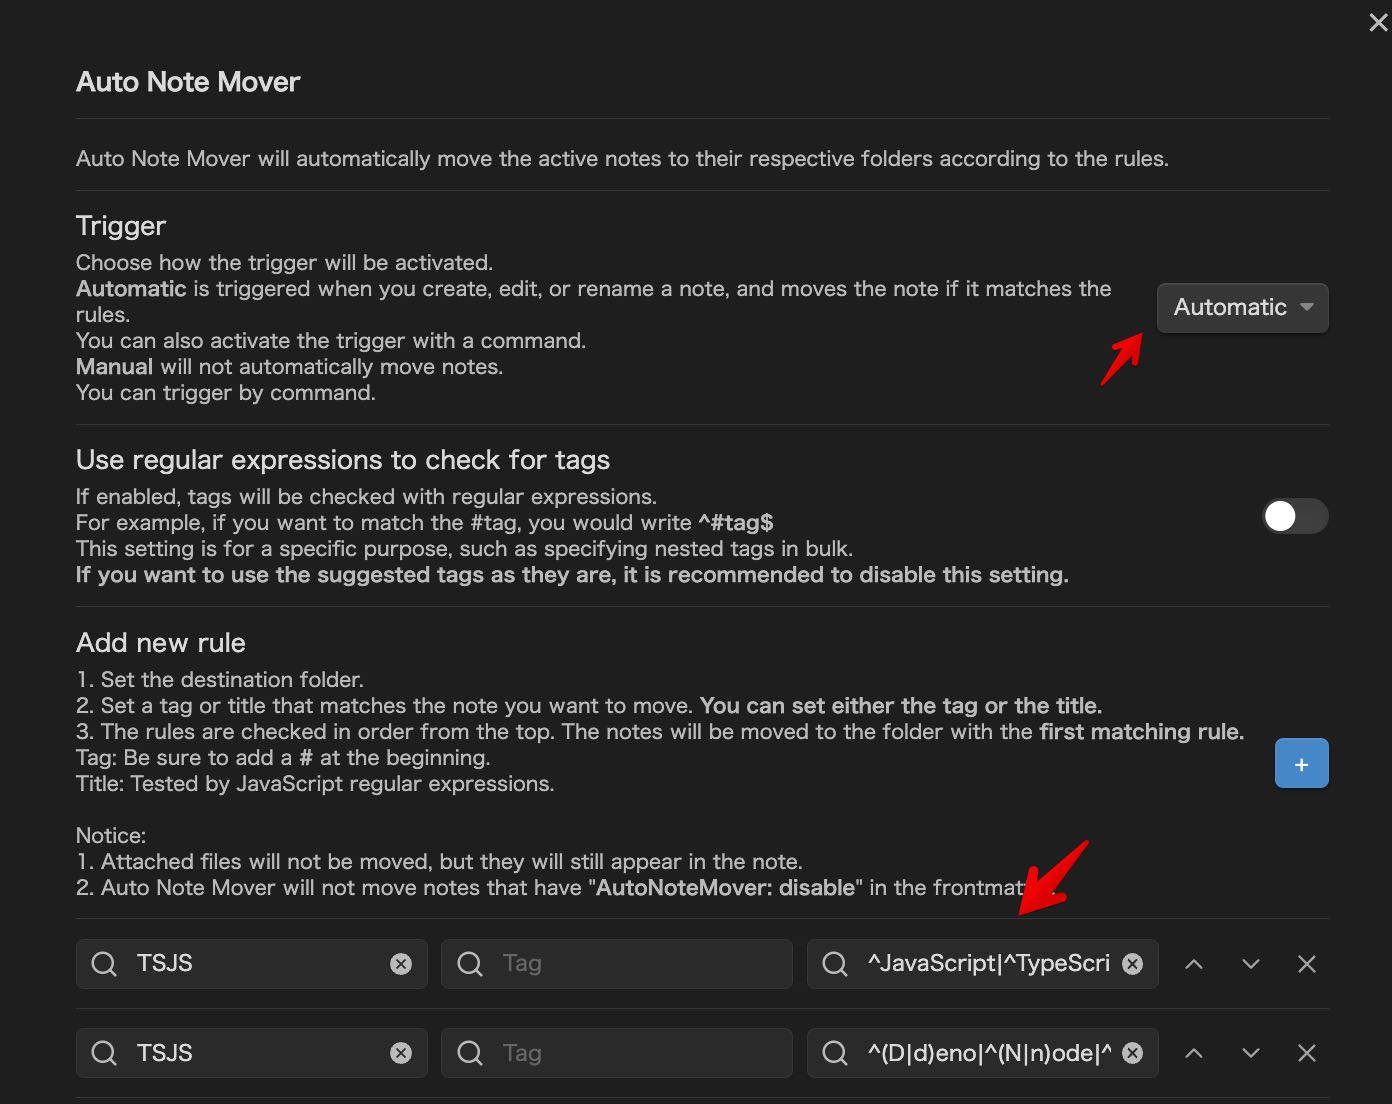 Auto Note Mover
Auto Note Mover will automatically move the active notes to their respective folders according to the rules.
Trigger
Choose how the trigger will be activated.
Automatic is triggered when you create, edit, or rename a note, and moves the note if it matches the
rules.
You can also activate the trigger with a command.
Manual will not automatically move notes.
You can trigger by command.
Automatic
Use regular expressions to check for tags
If enabled, tags will be checked with regular expressions.
For example, if you want to match the #tag, you would write ^#tag$
This setting is for a specific purpose, such as specifying nested tags in bulk.
If you want to use the suggested tags as they are, it is recommended to disable this setting.
Add new rule
1. Set the destination folder.
2. Set a tag or title that matches the note you want to move. You can set either the tag or the title.
3. The rules are checked in order from the top. The notes will be moved to the folder with the first matching rule.
Tag: Be sure to add a # at the beginning.
Title: Tested by JavaScript regular expressions.
+
Notice:
1. Attached files will not be moved, but they will still appear in the note.
2. Auto Note Mover will not move notes that have "AutoNoteMover: disable" in the
TSJS Tag ^JavaScript|^TypeScri
TSJS Tag ^(D|d)eno|^(N|n)ode|^